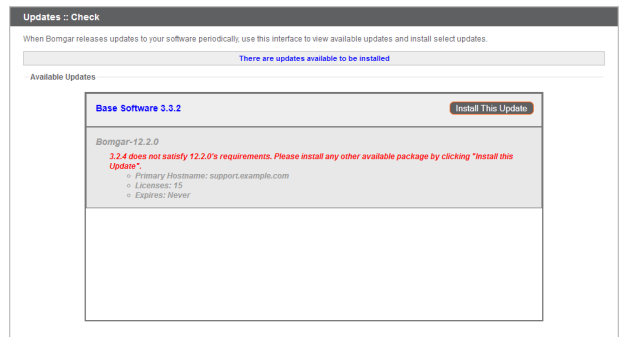 Updates :: Check
When Bomgar releases updates to your software periodically, use this interface to view available updates and install select updates.
There are updates available to be installed
Available Updates
Base Software 3.3.2
Install This Update
Bomgar-12.2.0
3.2.4 does not satisfy 12.2.0's requirements. Please install any other available package by clicking "Install this
Update".
Primary Hostname: support.example.com
Licenses: 15
Expires: Never